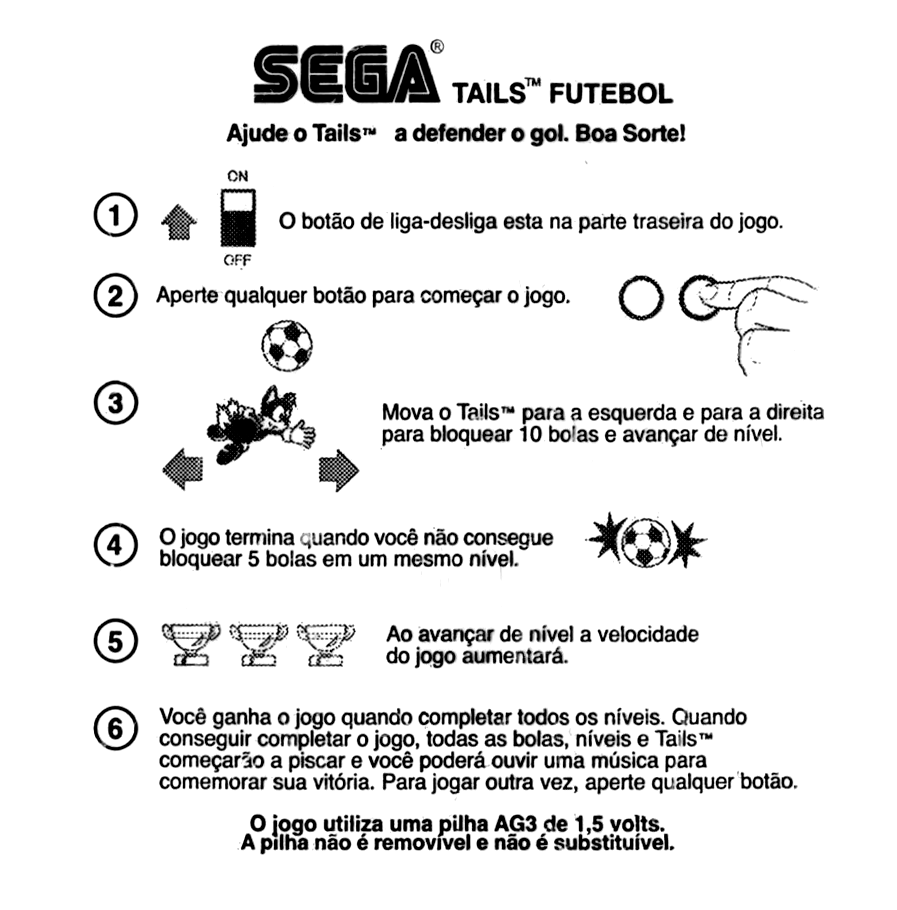 SEGA® TAILS™ FUTEBOL
Ajude o Tails™ a defender o gol. Boa Sorte!
ON
1 O botão de liga-desliga esta na parte traseira do jogo.
OFF
2 Aperte qualquer botão para começar o jogo.
3 Mova o Tails™ para a esquerda e para a direita
para bloquear 10 bolas e avançar de nível.
4 O jogo termina quando você não consegue
bloquear 5 bolas em um mesmo nível.
5 Ao avançar de nível a velocidade
do jogo aumentará.
6 Você ganha o jogo quando completar todos os níveis. Quando
conseguir completar o jogo, todas as bolas, níveis e Tails™
começarão a piscar e você poderá ouvir uma música para
comemorar sua vitória. Para jogar outra vez, aperte qualquer botão.
O jogo utiliza uma pilha AG3 de 1,5 volts.
A pilha não é removível e não é substituível.